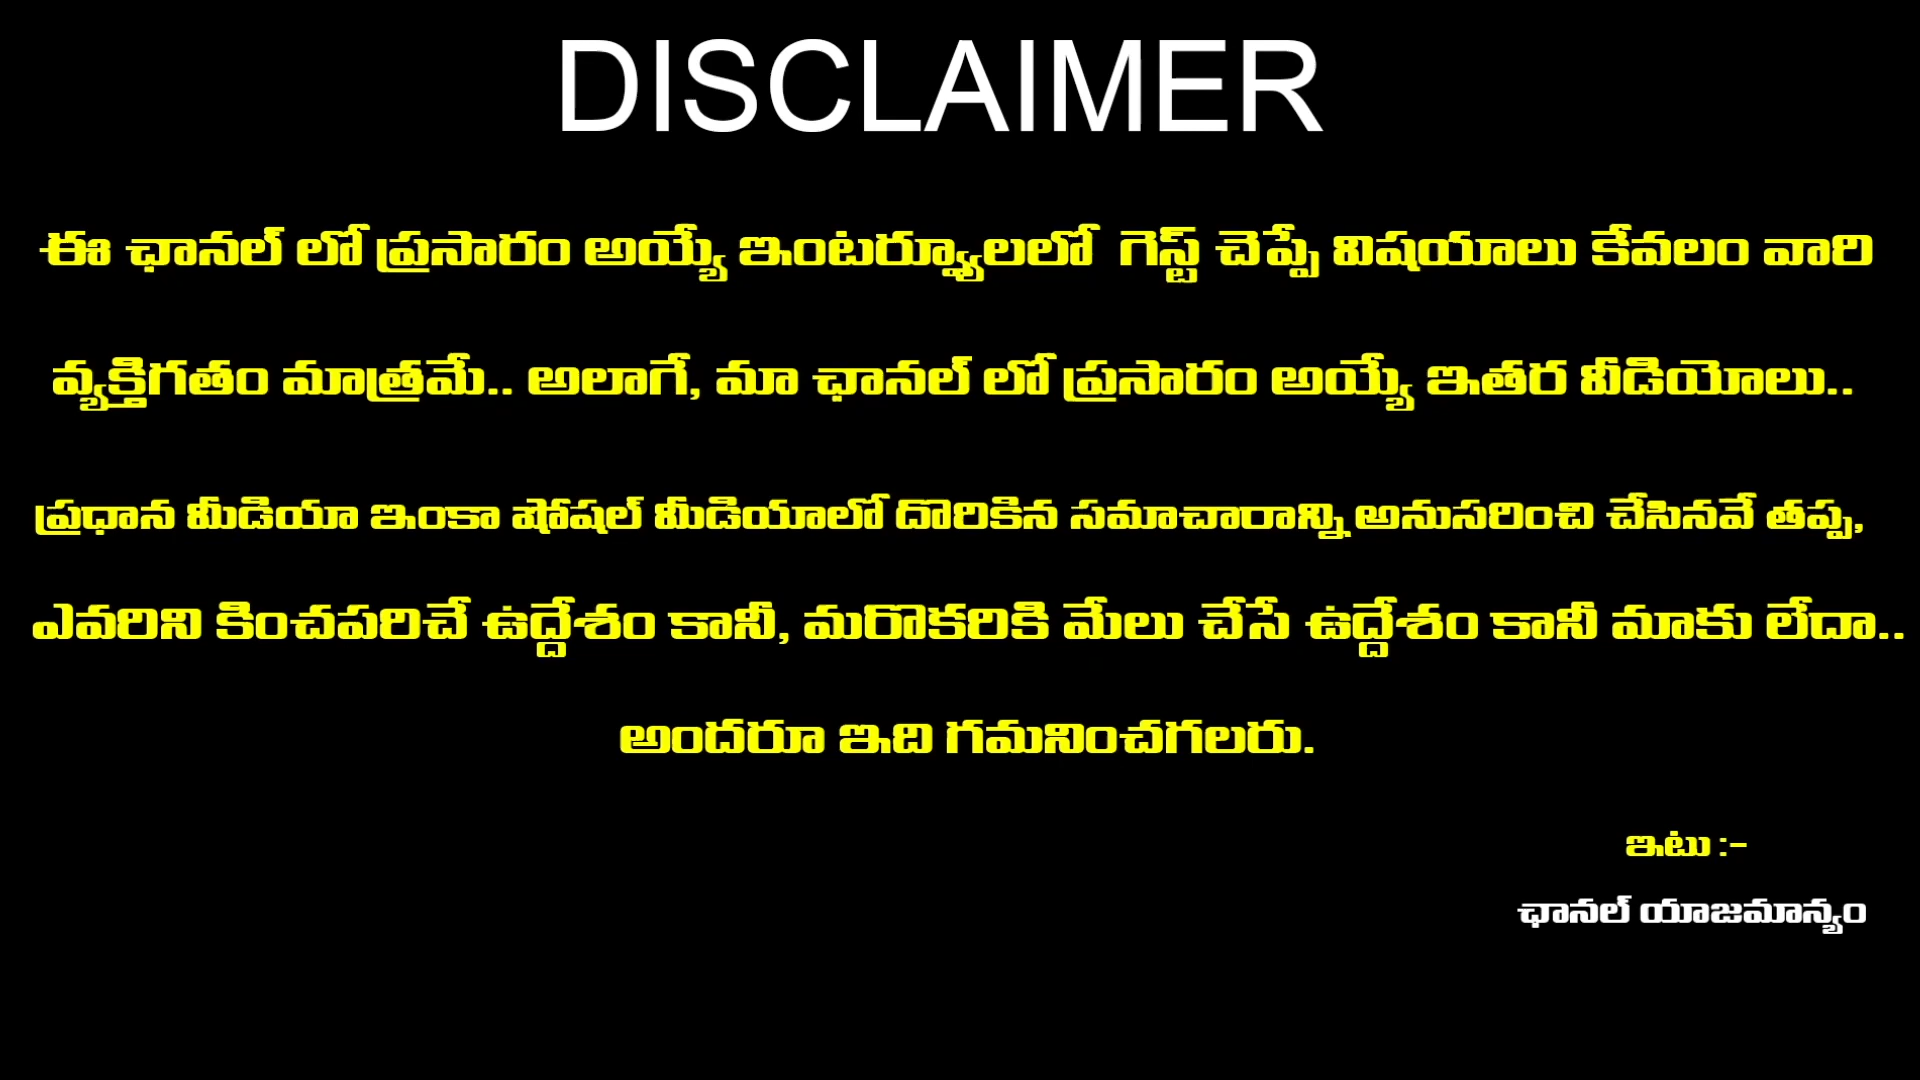 DISCLAIMER
ఈ ఛానల్ లో ప్రసారం అయ్యే ఇంటర్వ్యూలలో గెస్ట్ చెప్పే విషయాలు కేవలం వారి
వ్యక్తిగతం మాత్రమే.. అలాగే, మా ఛానల్ లో ప్రసారం అయ్యే ఇతర వీడియోలు..
ప్రధాన మీడియా ఇంకా షోషల్ మీడియాలో దొరికిన సమాచారాన్ని అనుసరించి చేసినవే తప్ప,
ఎవరిని కించపరిచే ఉద్దేశం కానీ, మరొకరికి మేలు చేసే ఉద్దేశం కానీ మాకు లేదా..
అందరూ ఇది గమనించగలరు.
ఇటు :-
ఛానల్ యాజమాన్యం